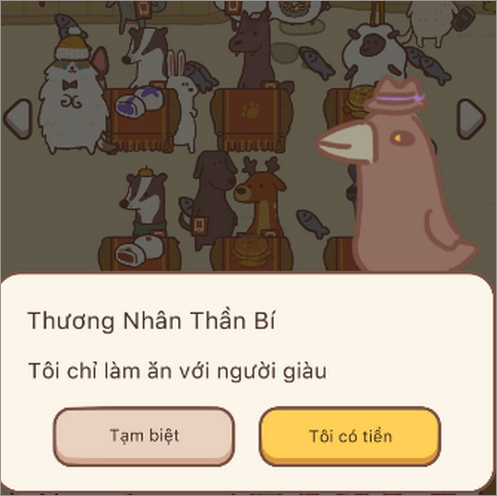 Thương Nhân Thần Bí
Tôi chỉ làm ăn với người giàu
Tạm biệt
Tôi có tiền